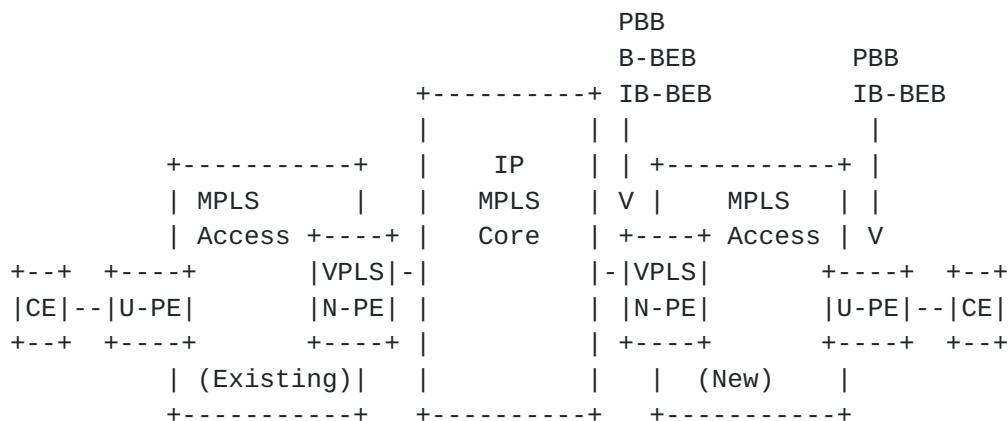 PBB
                                        B-BEB         PBB
                           +----------+ IB-BEB        IB-BEB
                           |          | |               |
          +-----------+    |    IP    | | +-----------+ |
          | MPLS      |    |   MPLS   | V |    MPLS   | |
          | Access +----+  |   Core   | +----+ Access | V
+--+  +----+       |VPLS|-|          |-|VPLS|       +----+  +--+
|CE|--|U-PE|       |N-PE| |          | |N-PE|       |U-PE|--|CE|
+--+  +----+       +----+ |          | +----+       +----+  +--+
          | (Existing)|   |          |   |  (New)    |
          +-----------+   +----------+   +-----------+